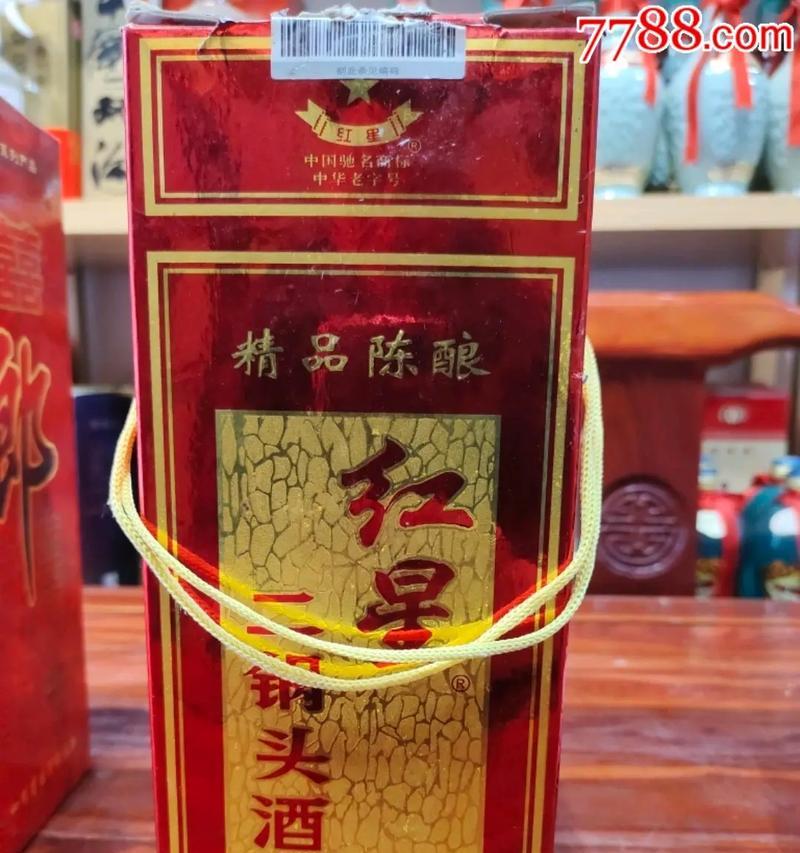 7788.com
红星
®
中国驰名商标
中华老字号
精品陈酿
红星
®
二锅头酒
郎